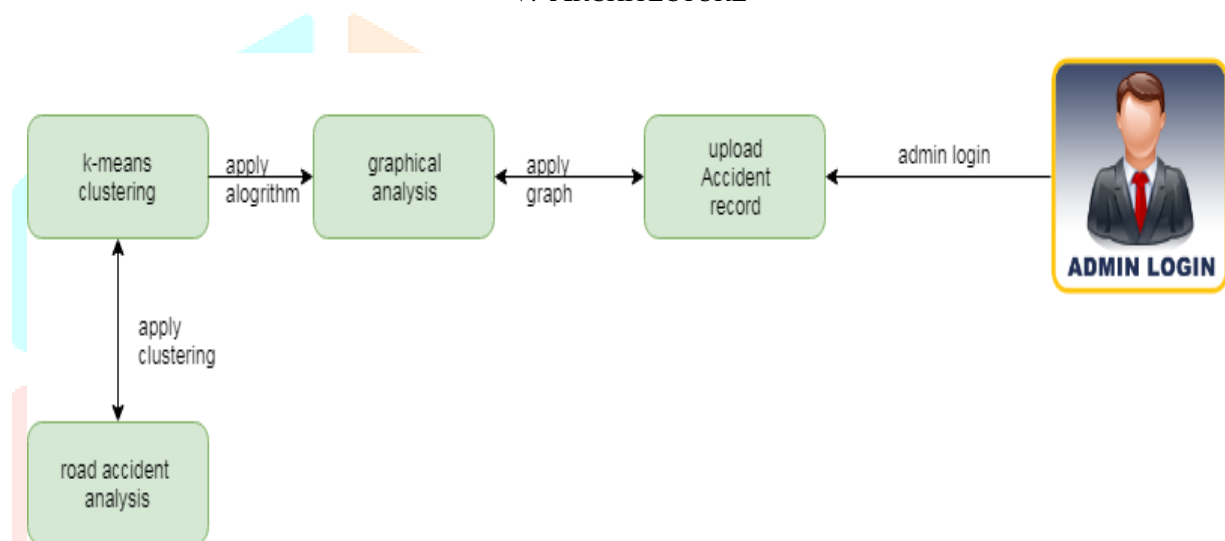 V. ARCHITECTURE
k-means
clustering
apply
alogrithm
graphical
analysis
apply
graph
upload
Accident
record
admin login
ADMIN LOGIN
apply
clustering
road accident
analysis